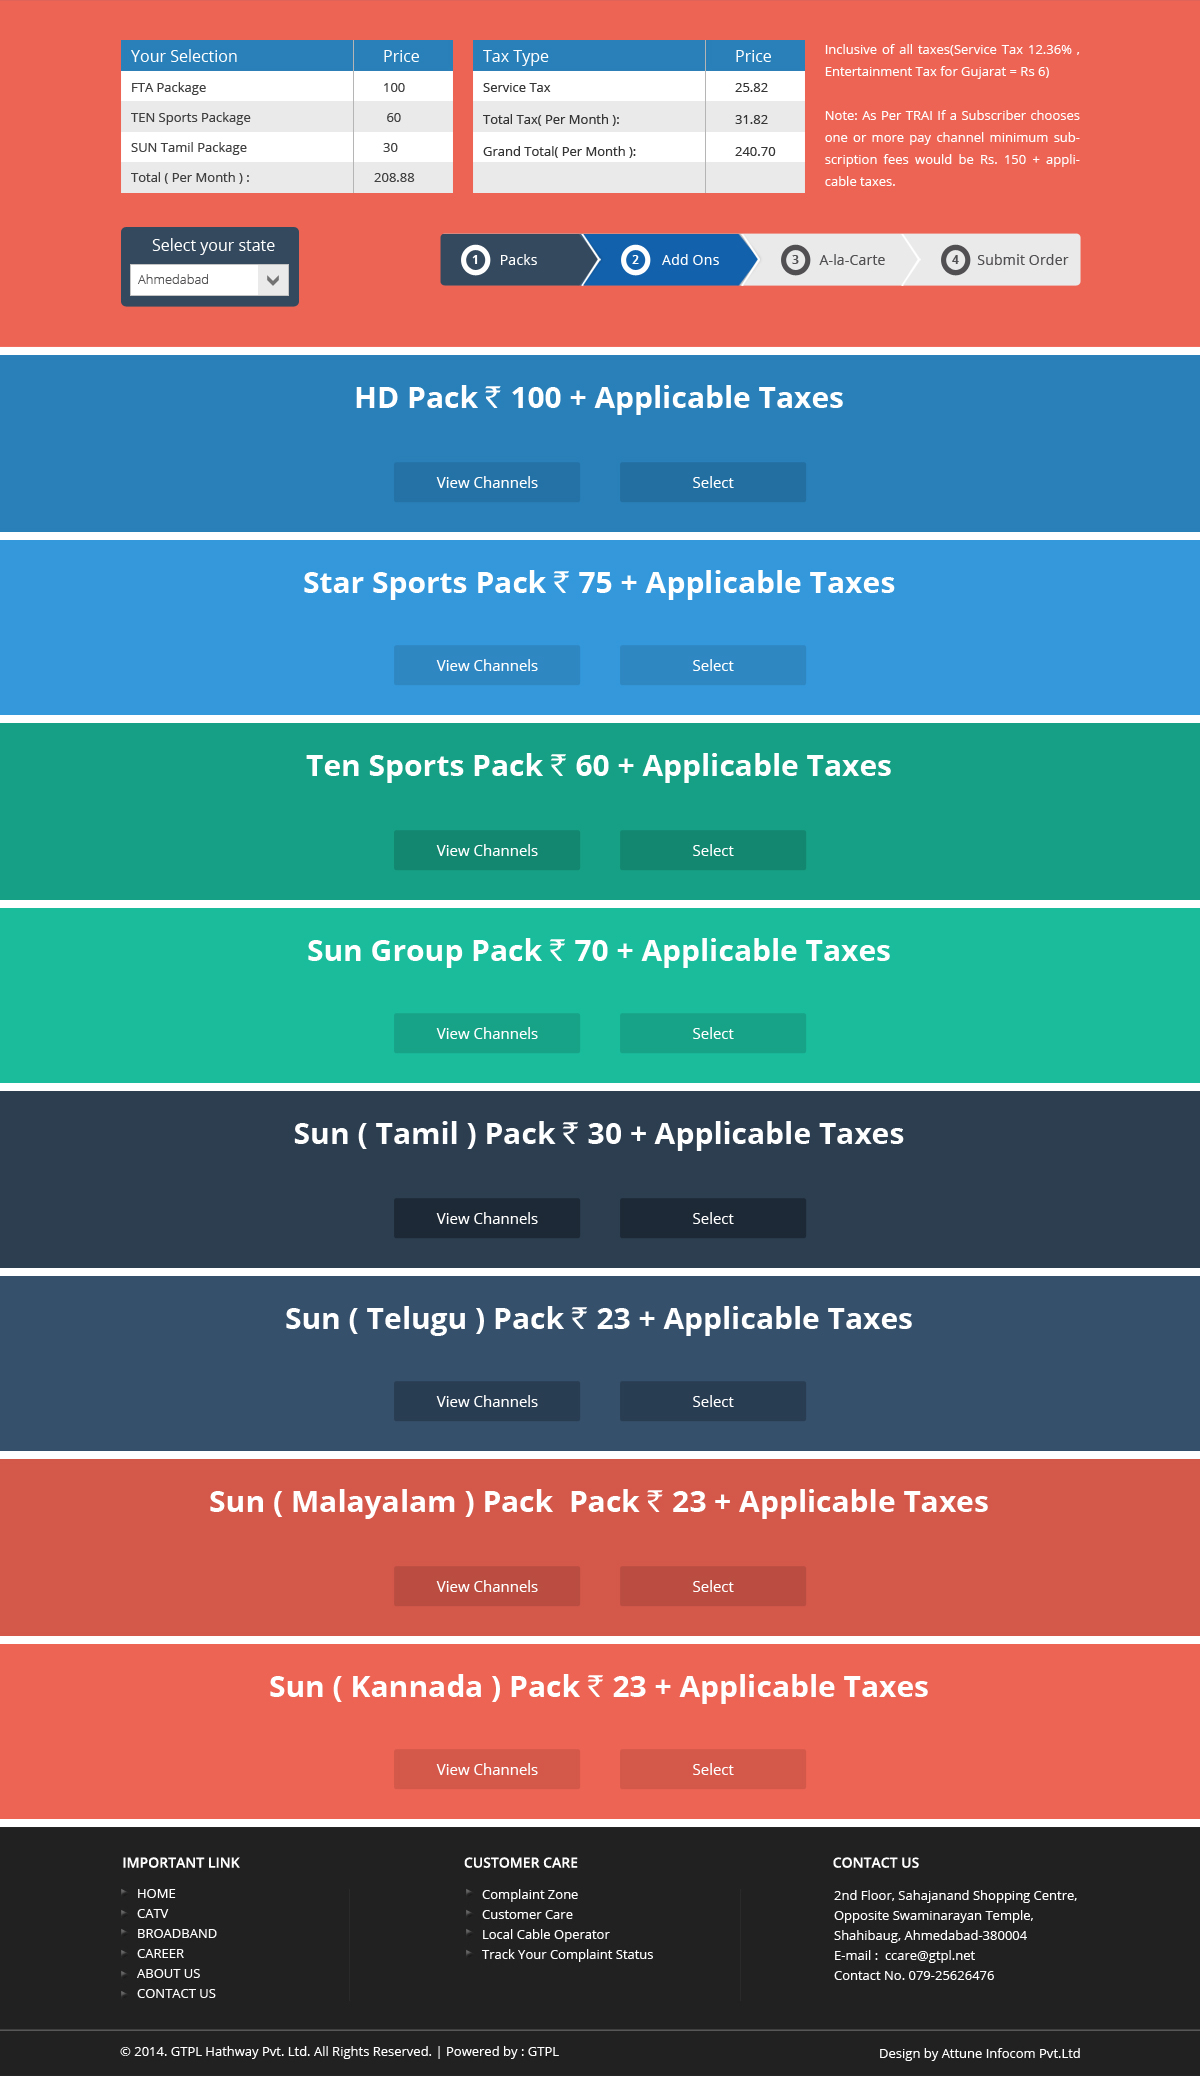 Your Selection Price
FTA Package 100
TEN Sports Package 60
SUN Tamil Package 30
Total ( Per Month ) : 208.88
Tax Type Price
Service Tax 25.82
Total Tax( Per Month ): 31.82
Grand Total( Per Month ): 240.70
Inclusive of all taxes(Service Tax 12.36% ,
Entertainment Tax for Gujarat = Rs 6)
Note: As Per TRAI If a Subscriber chooses
one or more pay channel minimum sub-
scription fees would be Rs. 150 + appli-
cable taxes.
Select your state
Ahmedabad
1 Packs 2 Add Ons 3 A-la-Carte 4 Submit Order
HD Pack ₹ 100 + Applicable Taxes
View Channels Select
Star Sports Pack ₹ 75 + Applicable Taxes
View Channels Select
Ten Sports Pack ₹ 60 + Applicable Taxes
View Channels Select
Sun Group Pack ₹ 70 + Applicable Taxes
View Channels Select
Sun ( Tamil ) Pack ₹ 30 + Applicable Taxes
View Channels Select
Sun ( Telugu ) Pack ₹ 23 + Applicable Taxes
View Channels Select
Sun ( Malayalam ) Pack  Pack ₹ 23 + Applicable Taxes
View Channels Select
Sun ( Kannada ) Pack ₹ 23 + Applicable Taxes
View Channels Select
IMPORTANT LINK
HOME
CATV
BROADBAND
CAREER
ABOUT US
CONTACT US
CUSTOMER CARE
Complaint Zone
Customer Care
Local Cable Operator
Track Your Complaint Status
CONTACT US
2nd Floor, Sahajanand Shopping Centre,
Opposite Swaminarayan Temple,
Shahibaug, Ahmedabad-380004
E-mail :  ccare@gtpl.net
Contact No. 079-25626476
© 2014. GTPL Hathway Pvt. Ltd. All Rights Reserved. | Powered by : GTPL
Design by Attune Infocom Pvt.Ltd